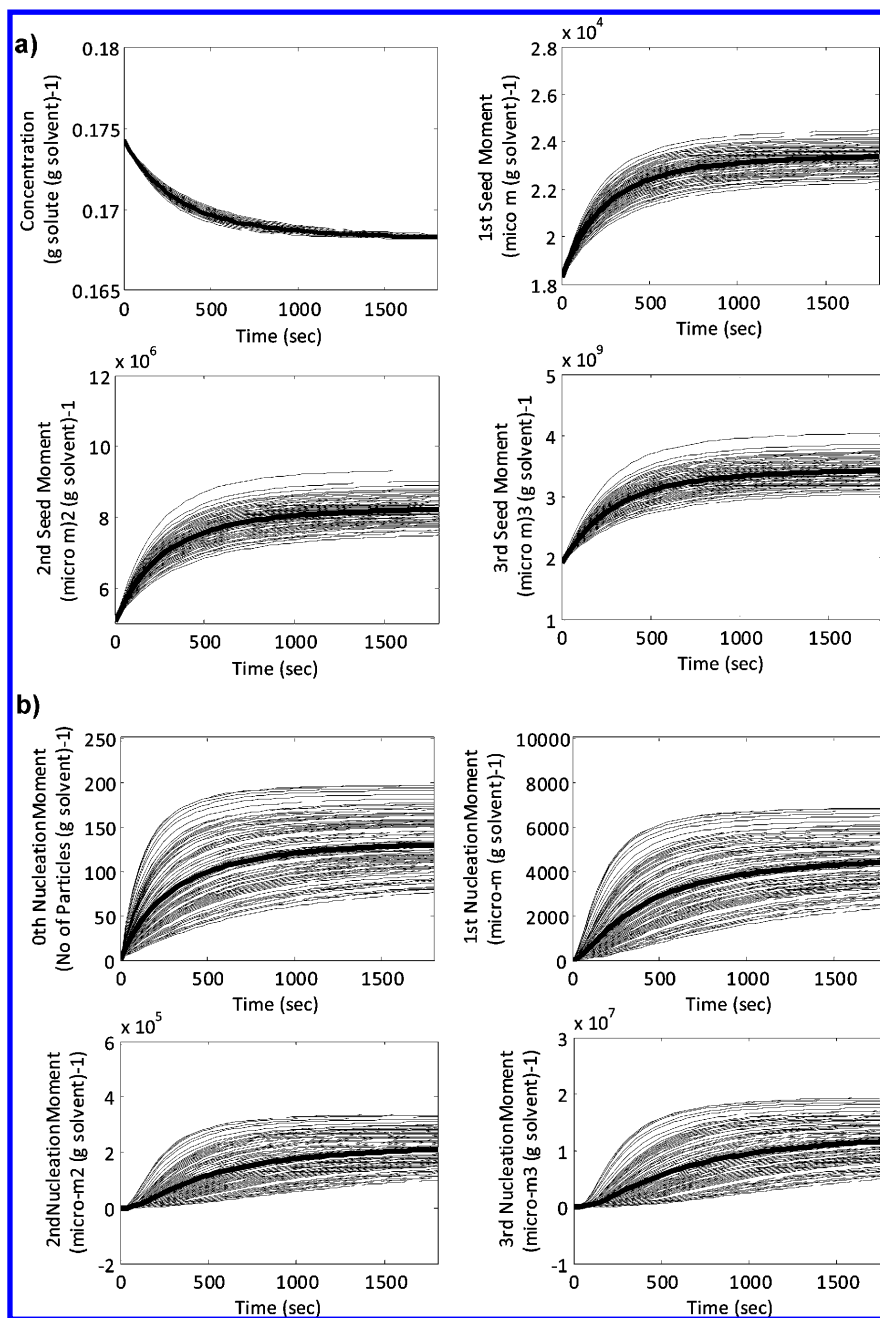 a)
0.18
0.175
0.17
0.165
Concentration
(g solute (g solvent)-1)
0 500 1000 1500
Time (sec)
x 10^4
2.8
2.6
2.4
2.2
2
1.8
1st Seed Moment
(mico m (g solvent)-1)
0 500 1000 1500
Time (sec)
x 10^6
12
10
8
6
2nd Seed Moment
(micro m)2 (g solvent)-1
0 500 1000 1500
Time (sec)
x 10^9
5
4
3
2
1
3rd Seed Moment
(micro m)3 (g solvent)-1
0 500 1000 1500
Time (sec)
b)
250
200
150
100
50
0
0th Nucleation Moment
(No of Particles (g solvent)-1)
0 500 1000 1500
Time (sec)
10000
8000
6000
4000
2000
0
1st Nucleation Moment
(micro-m (g solvent)-1)
0 500 1000 1500
Time (sec)
x 10^5
6
4
2
0
-2
2nd Nucleation Moment
(micro-m2 (g solvent)-1)
0 500 1000 1500
Time (sec)
x 10^7
3
2
1
0
-1
3rd Nucleation Moment
(micro-m3 (g solvent)-1)
0 500 1000 1500
Time (sec)